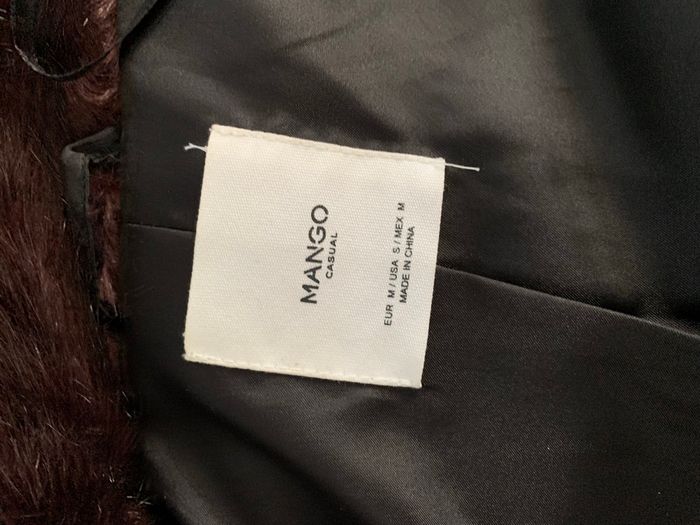 MANGO
CASUAL
EUR M / USA S / MEX M
MADE IN CHINA